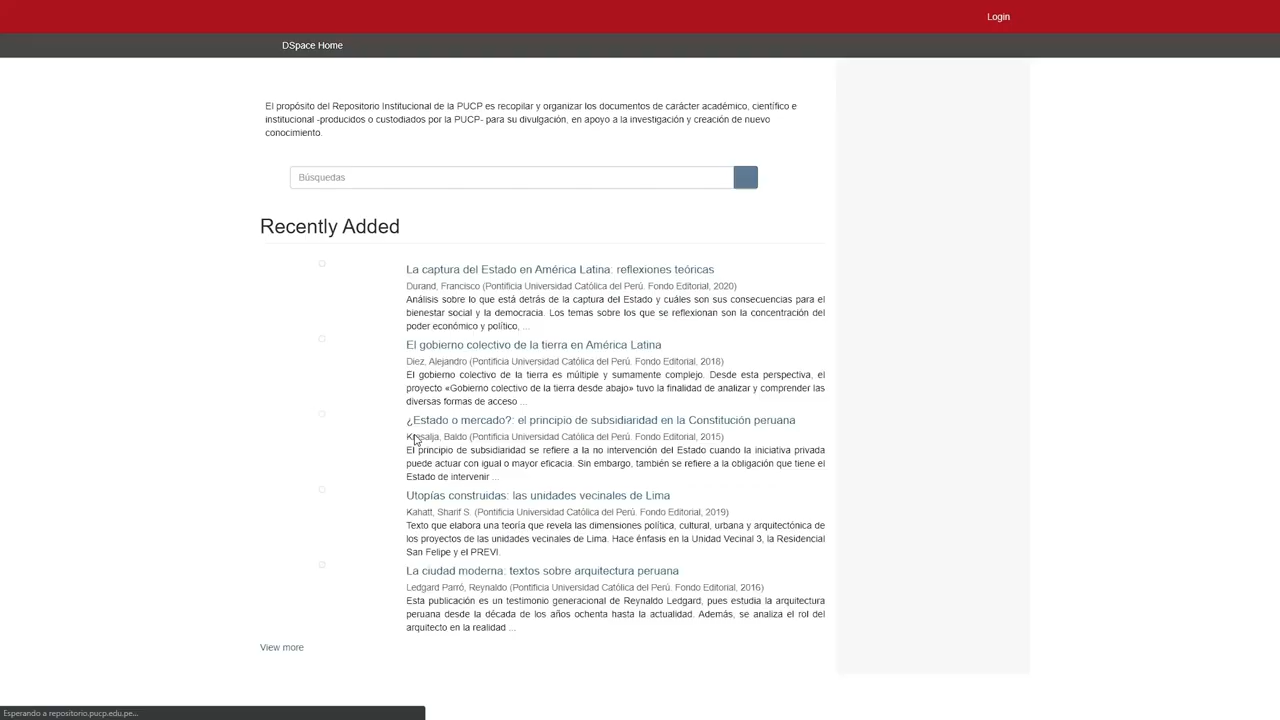 Login
DSpace Home
El propósito del Repositorio Institucional de la PUCP es recopilar y organizar los documentos de carácter académico, científico e
institucional -producidos o custodiados por la PUCP- para su divulgación, en apoyo a la investigación y creación de nuevo
conocimiento.
Búsquedas
Recently Added
La captura del Estado en América Latina: reflexiones teóricas
Durand, Francisco (Pontificia Universidad Católica del Perú. Fondo Editorial, 2020)
Análisis sobre lo que está detrás de la captura del Estado y cuáles son sus consecuencias para el
bienestar social y la democracia. Los temas sobre los que se reflexionan son la concentración del
poder económico y político, ...
El gobierno colectivo de la tierra en América Latina
Diez, Alejandro (Pontificia Universidad Católica del Perú. Fondo Editorial, 2018)
El gobierno colectivo de la tierra es múltiple y sumamente complejo. Desde esta perspectiva, el
proyecto «Gobierno colectivo de la tierra desde abajo» tuvo la finalidad de analizar y comprender las
diversas formas de acceso ...
¿Estado o mercado?: el principio de subsidiaridad en la Constitución peruana
Baldo (Pontificia Universidad Católica del Perú. Fondo Editorial, 2015)
El principio de subsidiaridad se refiere a la no intervención del Estado cuando la iniciativa privada
puede actuar con igual o mayor eficacia. Sin embargo, también se refiere a la obligación que tiene el
Estado de intervenir ...
Utopías construidas: las unidades vecinales de Lima
Kahatt, Sharif S. (Pontificia Universidad Católica del Perú. Fondo Editorial, 2019)
Texto que elabora una teoría que revela las dimensiones política, cultural, urbana y arquitectónica de
los proyectos de las unidades vecinales de Lima. Hace énfasis en la Unidad Vecinal 3, la Residencial
San Felipe y el PREVI.
La ciudad moderna: textos sobre arquitectura peruana
Ledgard Parró, Reynaldo (Pontificia Universidad Católica del Perú. Fondo Editorial, 2016)
Esta publicación es un testimonio generacional de Reynaldo Ledgard, pues estudia la arquitectura
peruana desde la década de los años ochenta hasta la actualidad. Además, se analiza el rol del
arquitecto en la realidad ...
View more
Esperando a repositorio.pucp.edu.pe...